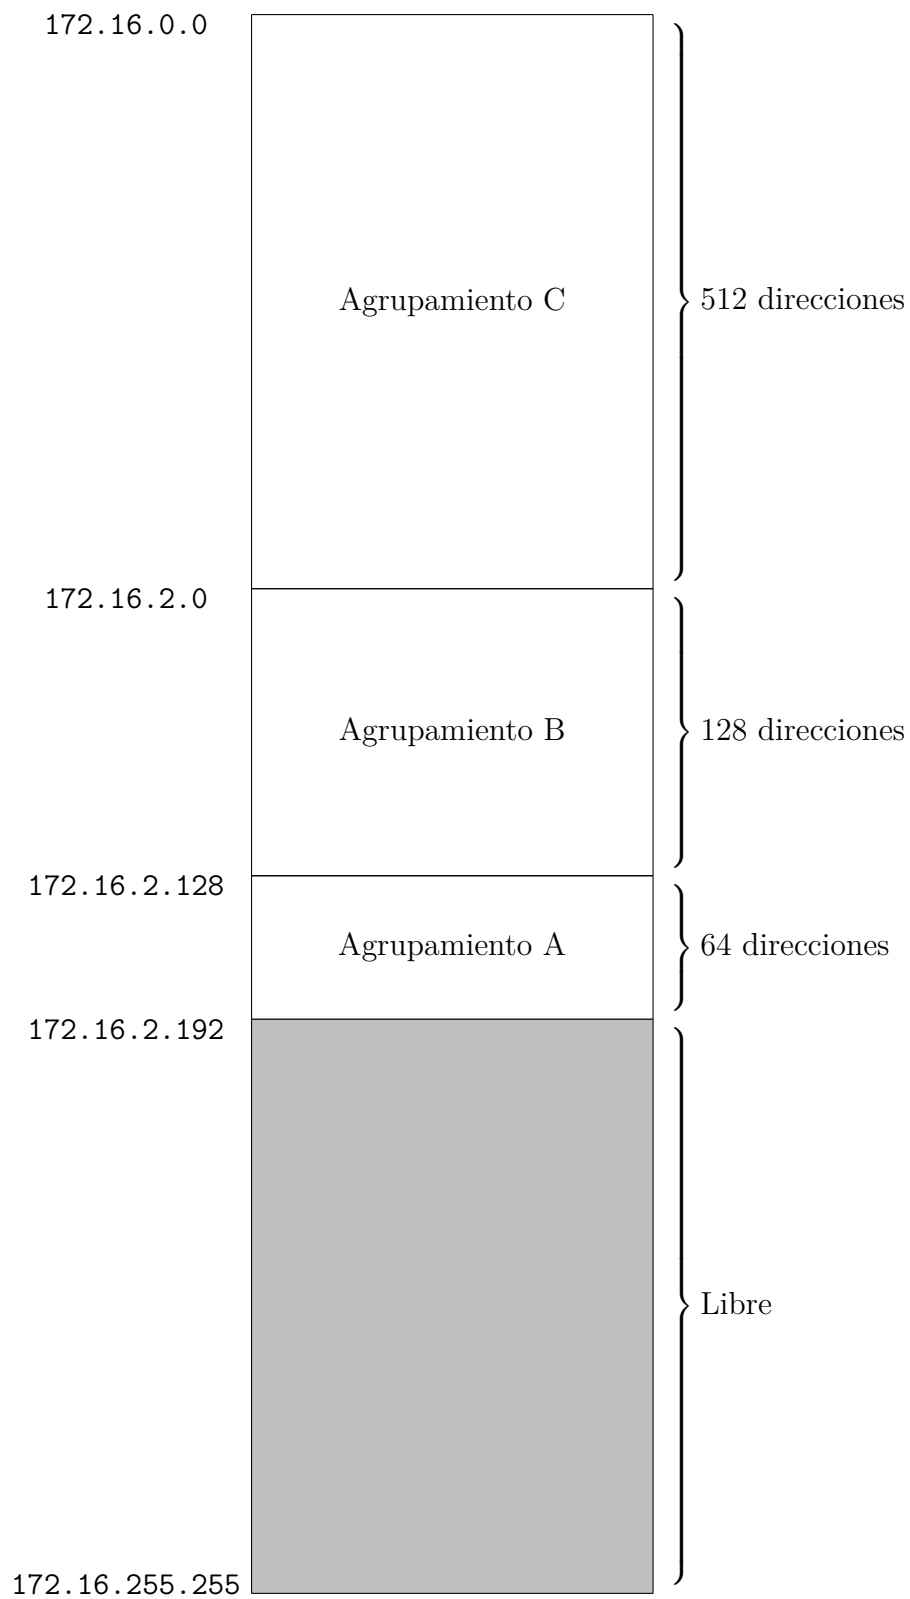 172.16.0.0
Agrupamiento C
512 direcciones
172.16.2.0
Agrupamiento B
128 direcciones
172.16.2.128
Agrupamiento A
64 direcciones
172.16.2.192
Libre
172.16.255.255